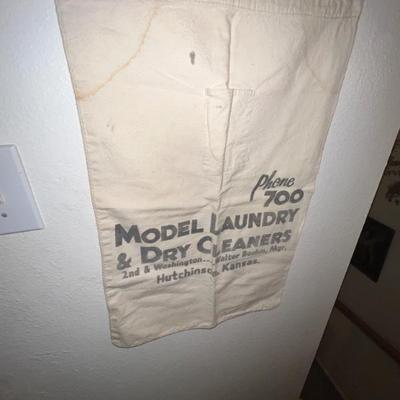 Phone
700
MODEL LAUNDRY
& DRY CLEANERS
2nd & Washington... Walter Mgr.
Hutchinson, Kansas.